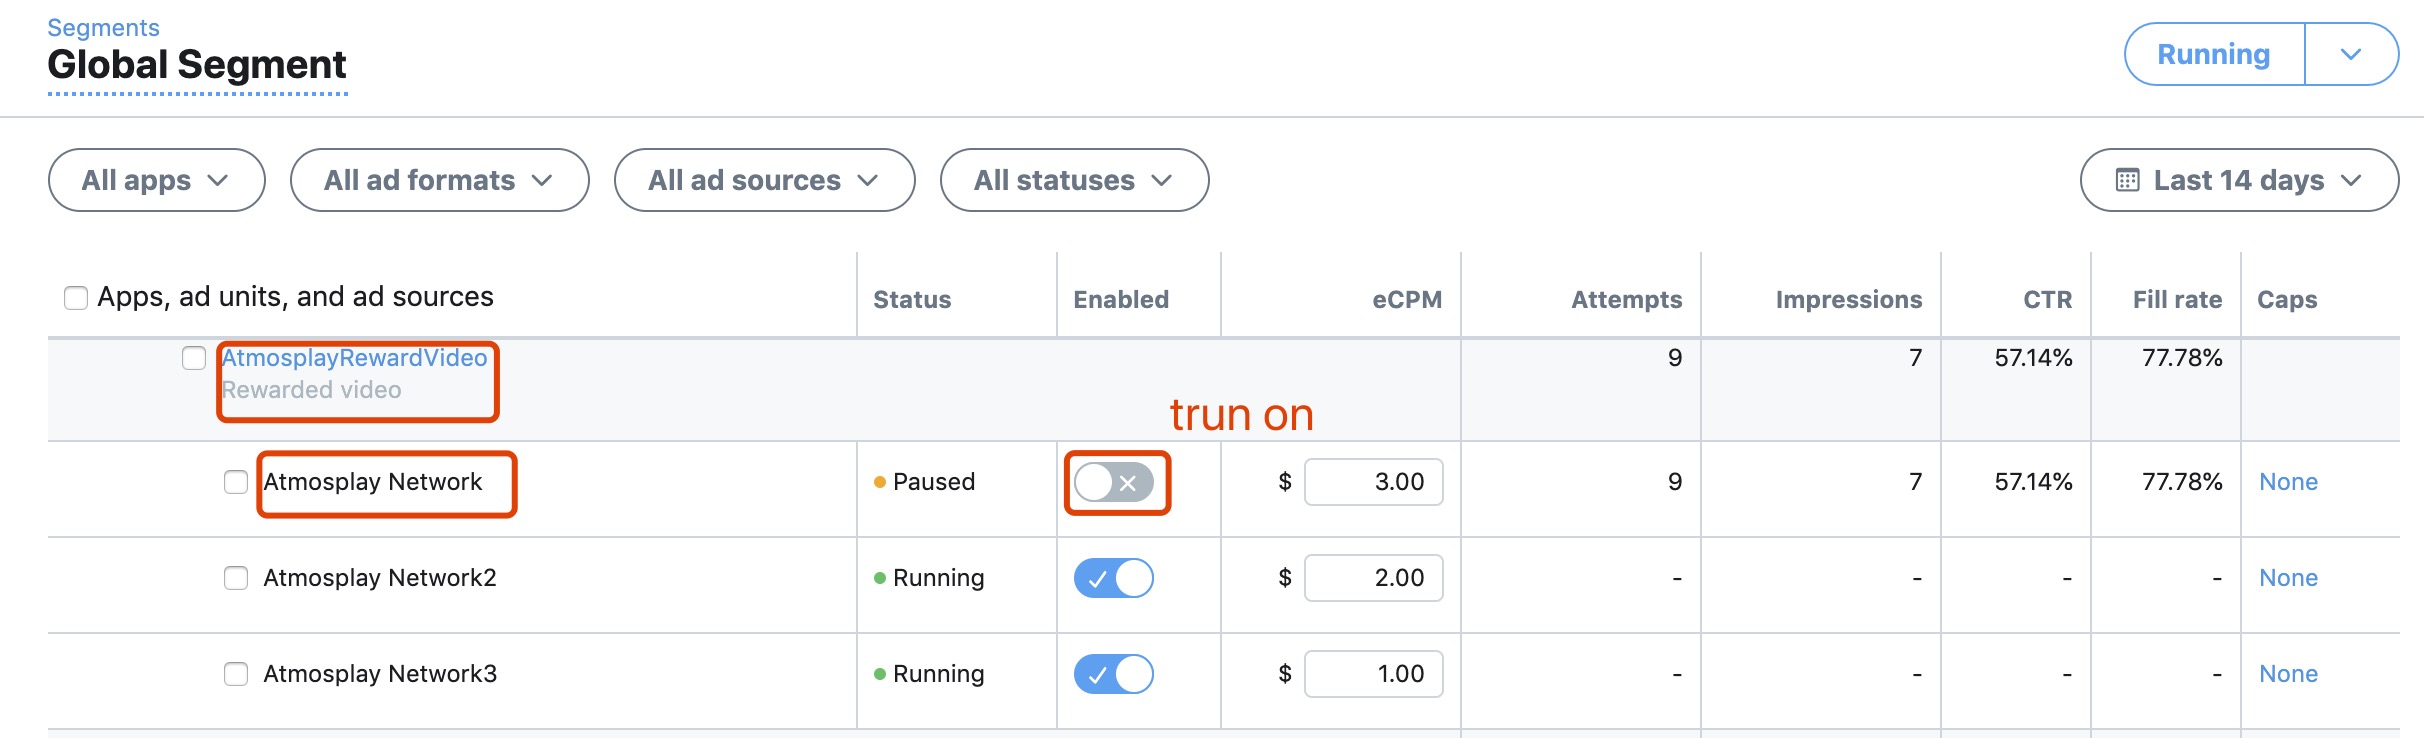 Segments
Global Segment
Running
All apps
All ad formats
All ad sources
All statuses
Last 14 days
Apps, ad units, and ad sources Status Enabled eCPM Attempts Impressions CTR Fill rate Caps
AtmosplayRewardVideo 9 7 57.14% 77.78%
Rewarded video
trun on
Atmosplay Network Paused $ 3.00 9 7 57.14% 77.78% None
Atmosplay Network2 Running $ 2.00 - - - - None
Atmosplay Network3 Running $ 1.00 - - - - None